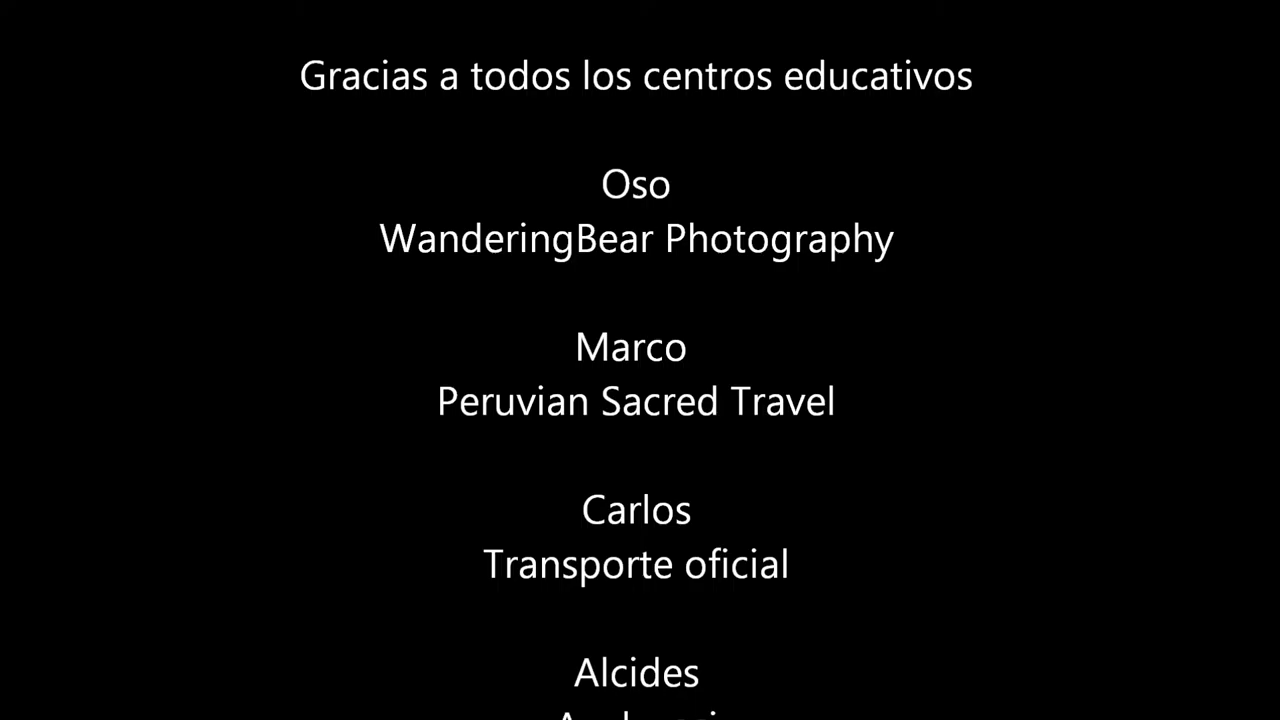 Gracias a todos los centros educativos
Oso
WanderingBear Photography
Marco
Peruvian Sacred Travel
Carlos
Transporte oficial
Alcides